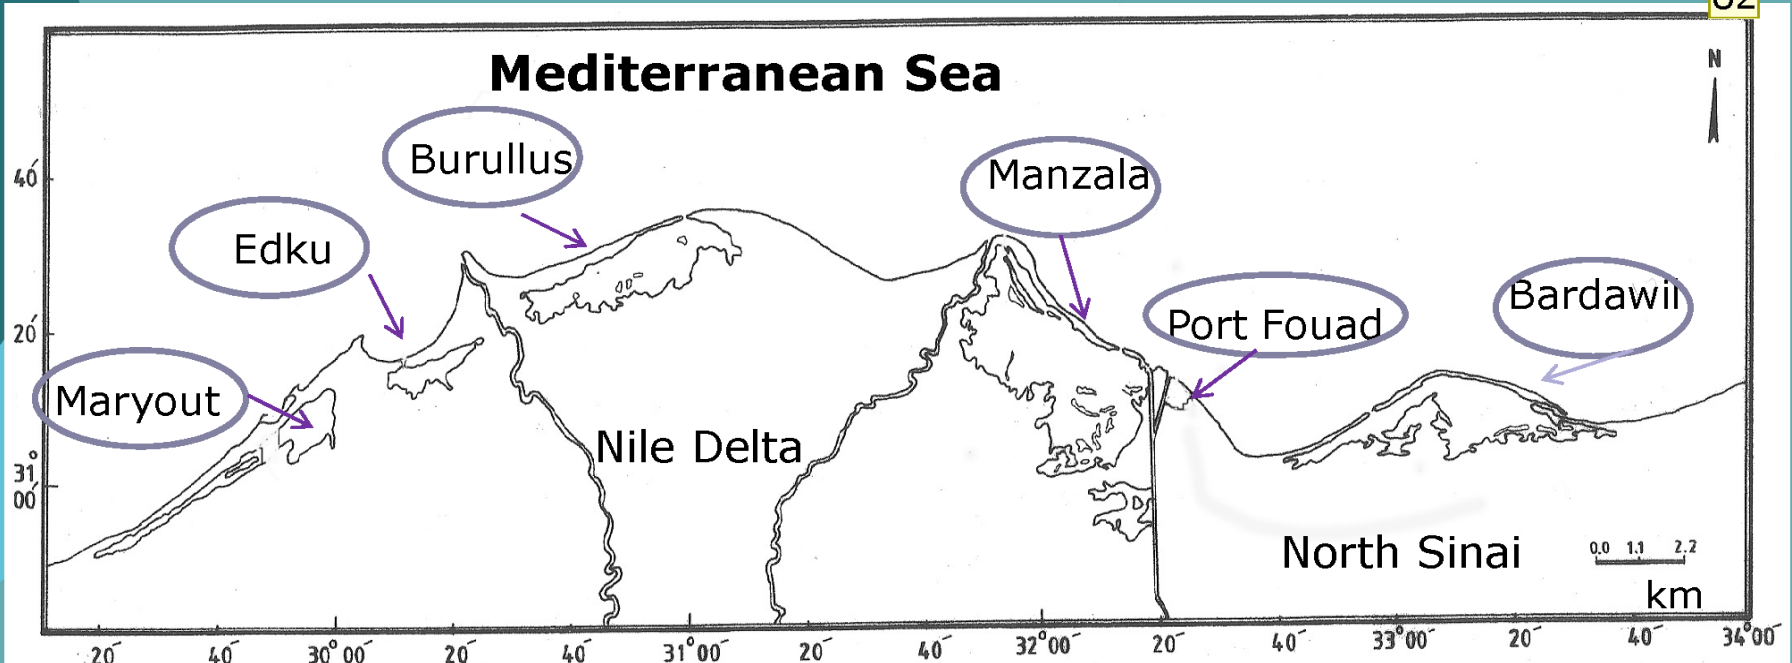 Mediterranean Sea
N
Burullus
Manzala
Edku
Port Fouad
Bardawil
Maryout
Nile Delta
North Sinai
0.0 1.1 2.2
km
40´
20´
31°
00´
20´ 40´ 30°00´ 20´ 40´ 31°00´ 20´ 40´ 32°00´ 20´ 40´ 33°00´ 20´ 40´ 34°00´